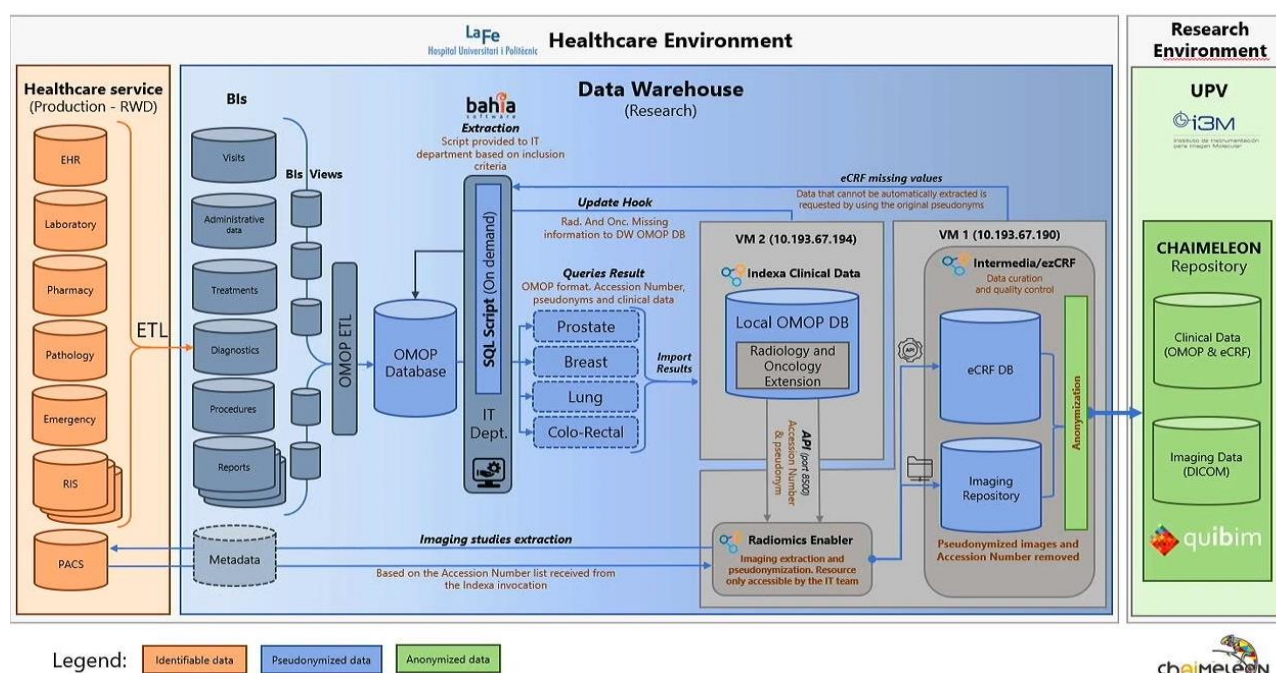 LaFe
Hospital Universitari i Politècnic
Healthcare Environment
Research
Environment
Healthcare service
(Production - RWD)
EHR
Laboratory
Pharmacy
Pathology
Emergency
RIS
PACS
ETL
BIs
Visits
Administrative
data
Treatments
Diagnostics
Procedures
Reports
Metadata
BIs Views
OMOP ETL
Data Warehouse
(Research)
bahia
software
Extraction
Script provided to IT
department based on inclusion
criteria
OMOP
Database
SQL Script (On demand)
IT
Dept.
eCRF missing values
Data that cannot be automatically extracted is
requested by using the original pseudonyms
Update Hook
Rad. And Onc. Missing
information to DW OMOP DB
Queries Result
OMOP format. Accession Number,
pseudonyms and clinical data
Prostate
Breast
Lung
Colo-Rectal
Import
Results
VM 2 (10.193.67.194)
Indexa Clinical Data
Local OMOP DB
Radiology and
Oncology
Extension
API (port 8500)
Accession Number
& pseudonym
VM 1 (10.193.67.190)
Intermedia/ezCRF
Data curation
and quality control
API
eCRF DB
Imaging
Repository
Anonymization
Pseudonymized images and
Accession Number removed
Radiomics Enabler
Imaging extraction and
pseudonymization. Resource
only accessible by the IT team
Imaging studies extraction
Based on the Accession Number list received from
the Indexa invocation
UPV
i3M
Instituto de Instrumentación
para Imagen Molecular
CHAIMELEON
Repository
Clinical Data
(OMOP & eCRF)
Imaging Data
(DICOM)
quibim
Legend:
Identifiable data
Pseudonymized data
Anonymized data
chaimeleon